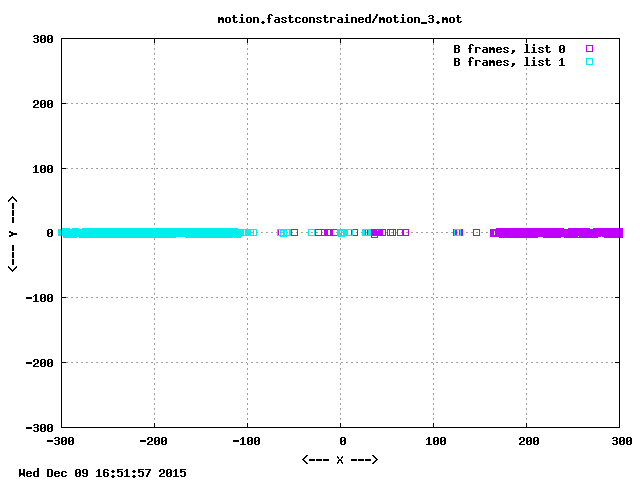 motion.fastconstrained/motion_3.mot
300
B frames, list 0
B frames, list 1
200
100
0
-100
-200
-300
<--- Y --->
-300 -200 -100 0 100 200 300
<--- X --->
Wed Dec 09 16:51:57 2015